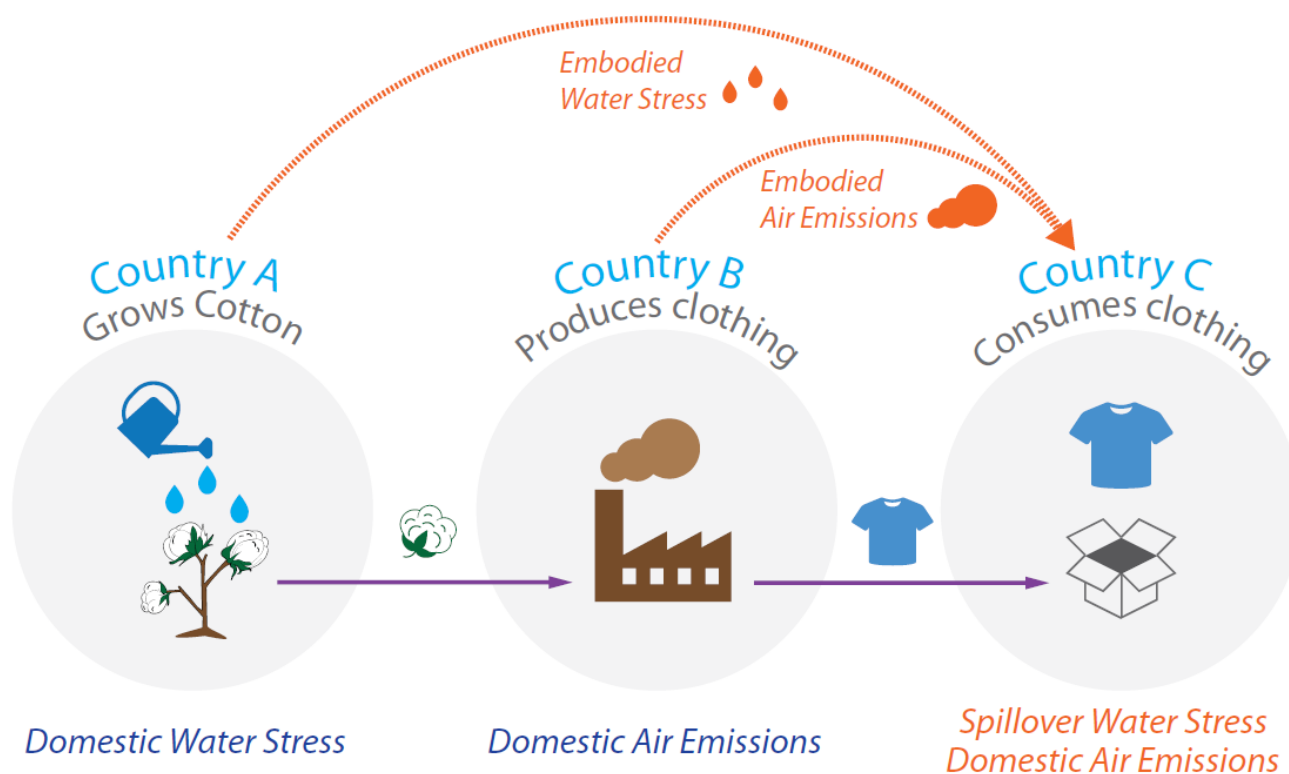 Embodied
Water Stress
Embodied
Air Emissions
Country A
Grows Cotton
Country B
Produces clothing
Country C
Consumes clothing
Domestic Water Stress
Domestic Air Emissions
Spillover Water Stress
Domestic Air Emissions